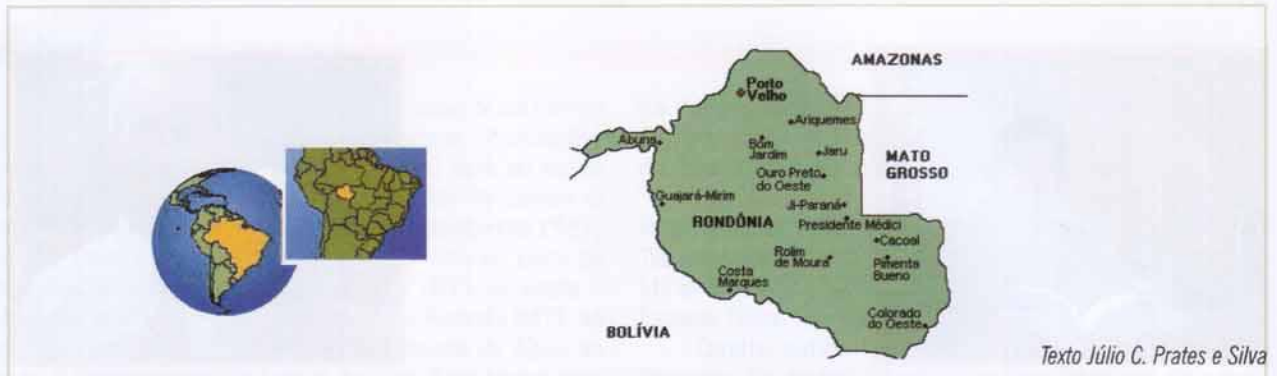 AMAZONAS
Porto
Velho
Ariquemes
Abunã
Bom
Jardim
Jaru
MATO
GROSSO
Ouro Preto
do Oeste
Guajará-Mirim
Ji-Paraná
RONDÔNIA
Presidente Médici
Cacoal
Rolim
de Moura
Pimenta
Bueno
Costa
Marques
Colorado
do Oeste
BOLÍVIA
Texto Júlio C. Prates e Silva